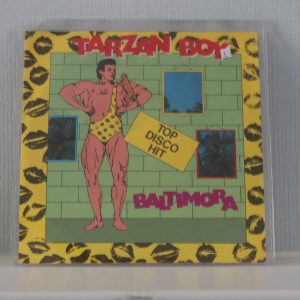 TARZAN BOY
TOP
DISCO
HIT
BALTIMORA